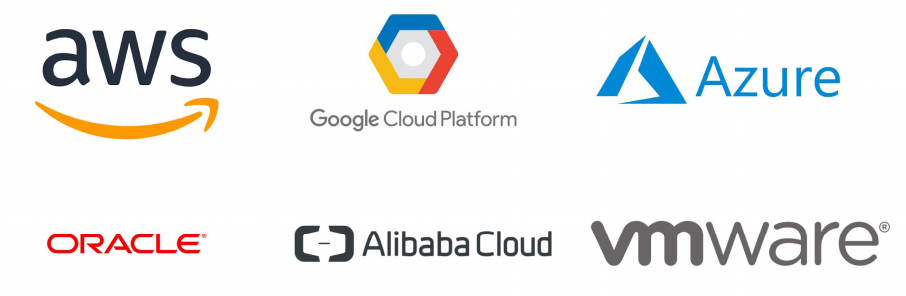 aws
Google Cloud Platform
Azure
ORACLE®
Alibaba Cloud
vmware®